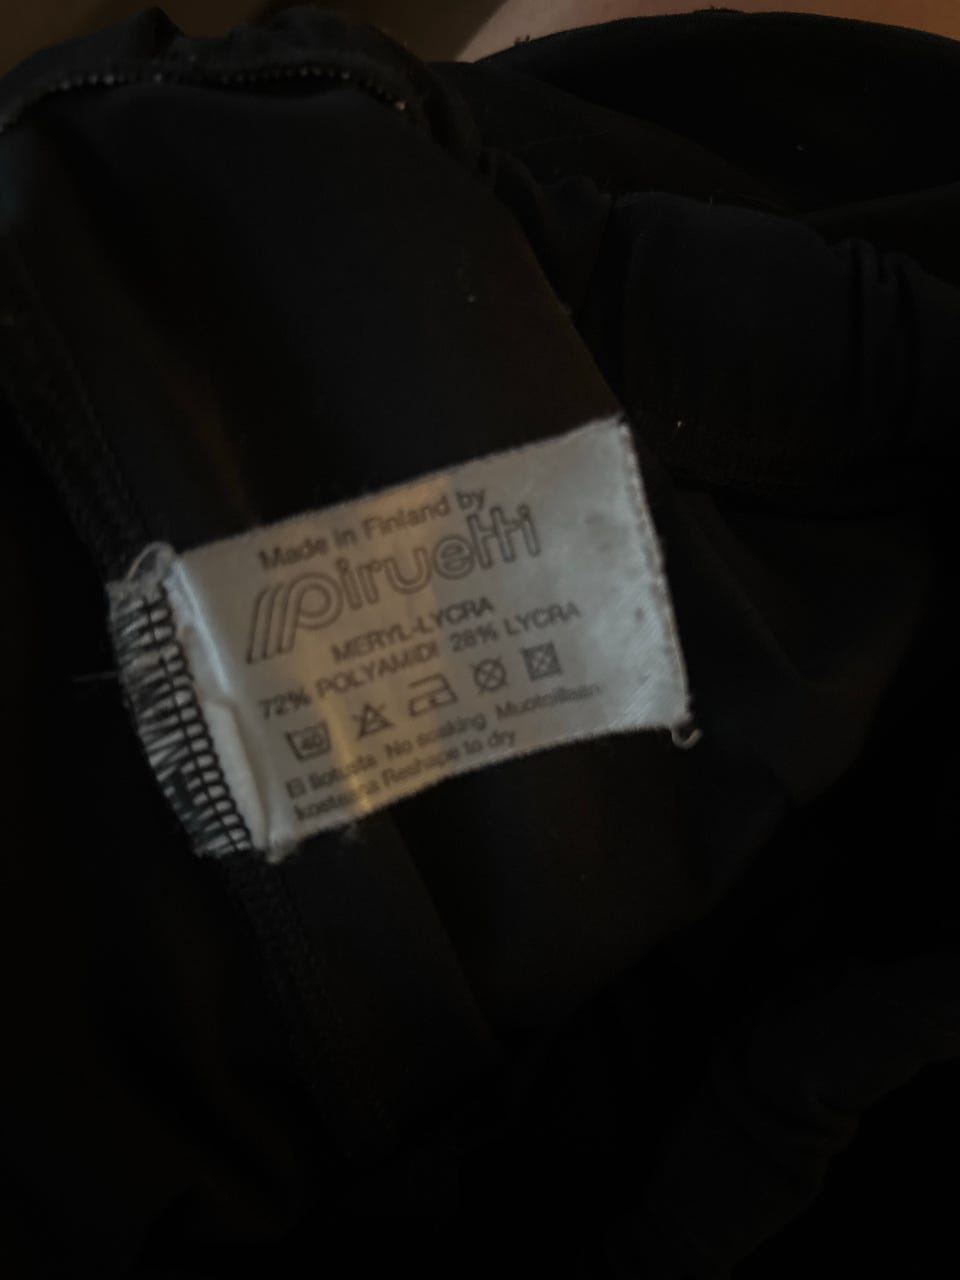 Made in Finland by
piruetti
MERYL-LYCRA
72% POLYAMIDI 28% LYCRA
40
Ei liotusta No soaking Muotoillaan
kosteana Reshape to dry